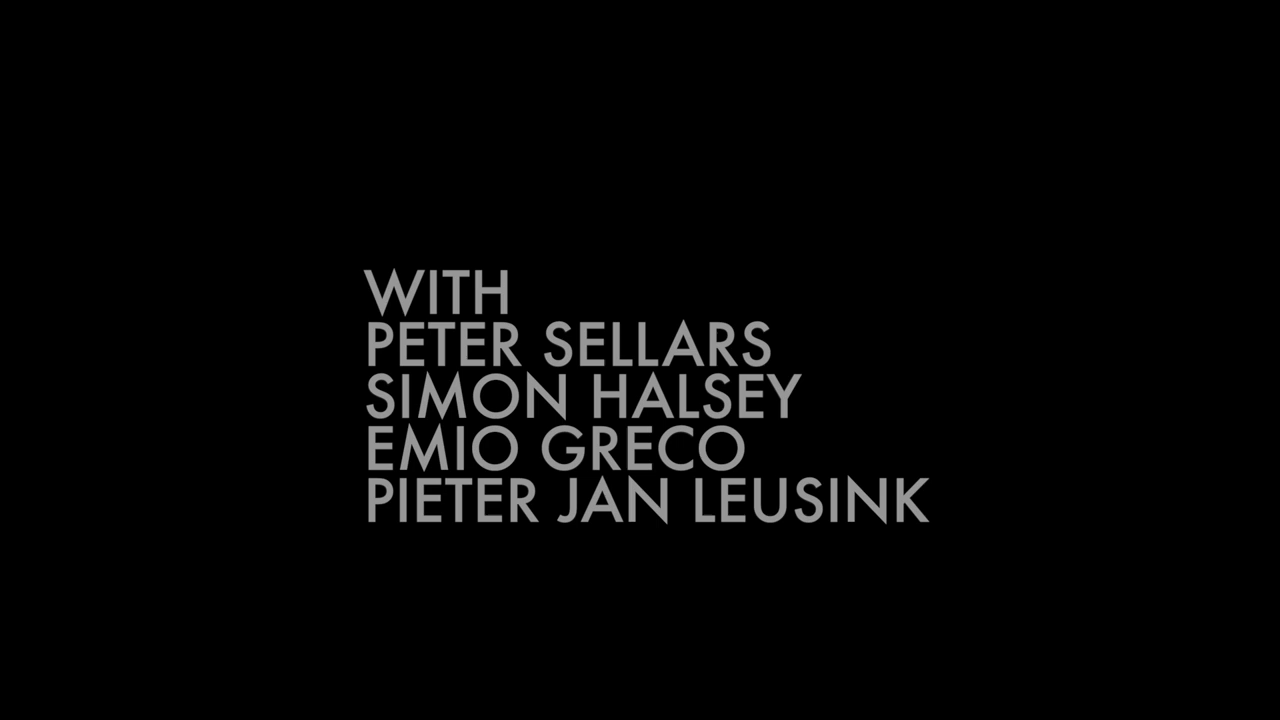 WITH
PETER SELLARS
SIMON HALSEY
EMIO GRECO
PIETER JAN LEUSINK